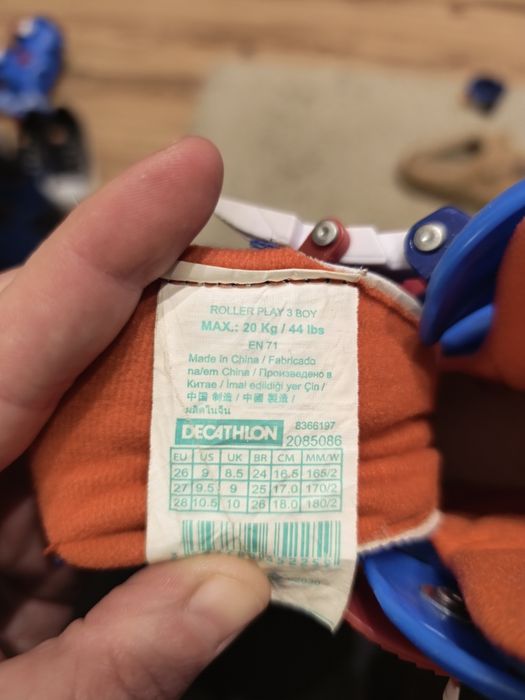 ROLLER PLAY 3 BOY
MAX.: 20 Kg / 44 lbs
EN 71
Made in China / Fabricado
na/em China / Произведено в
Китае / İmal edildiği yer Çin /
中国 制造 / 中國 製造 /
ผลิตในจีน
DECATHLON 8366197
2085086
EU US UK BR CM MM/W
26 9 8.5 24 16.5 165/2
27 9.5 9 25 17.0 170/2
28 10.5 10 26 18.0 180/2